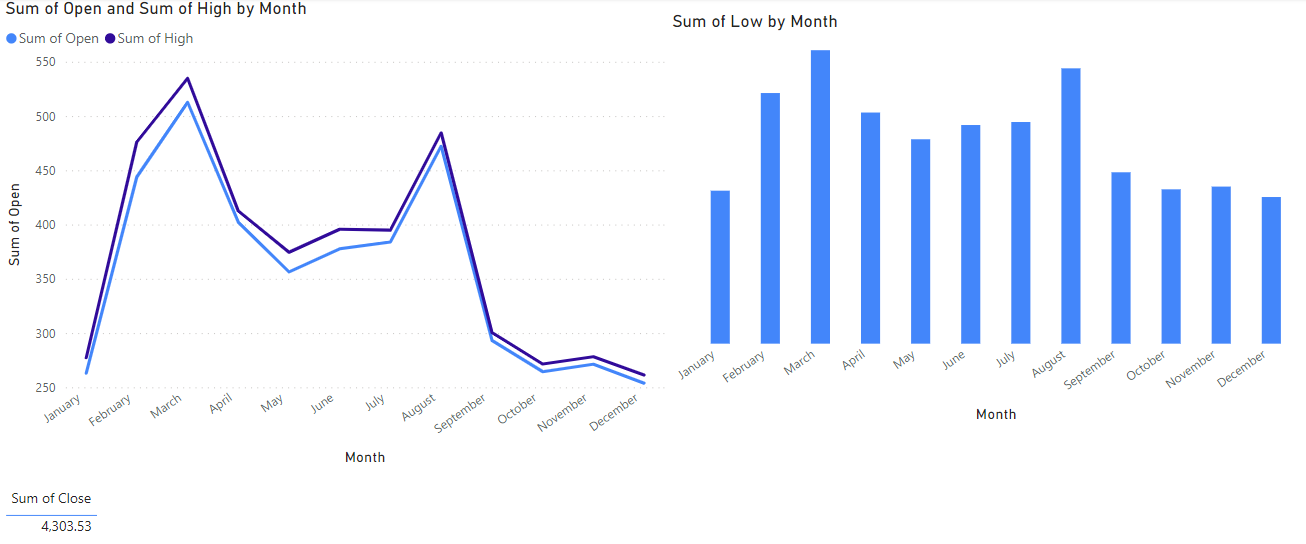 Sum of Open and Sum of High by Month
Sum of Open Sum of High
550
500
450
400
350
300
250
Sum of Open
January February March April May June July August September October November December
Month
Sum of Low by Month
January February March April May June July August September October November December
Month
Sum of Close
4,303.53